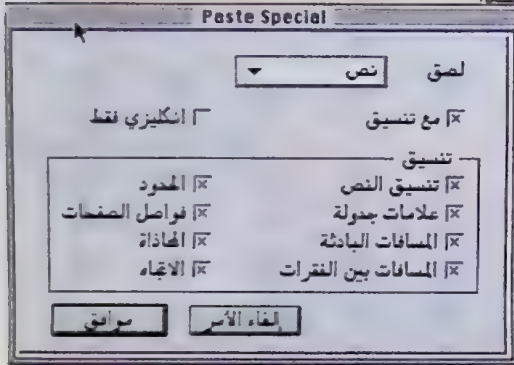 Paste Special
لصق نص
مع تنسيق انكليزي فقط
تنسيق
تنسيق النص الحدود
علامات جدولة فواصل الصفحات
المسافات البادئة المحاذاة
المسافات بين الفقرات الاتجاه
إلغاء الأمر موافق